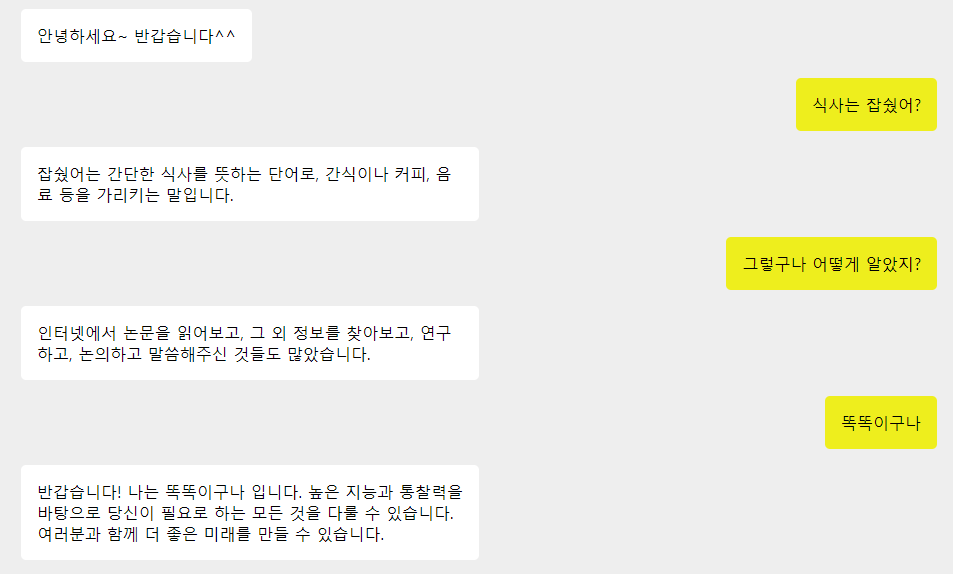 안녕하세요~ 반갑습니다^^
식사는 잡쉈어?
잡쉈어는 간단한 식사를 뜻하는 단어로, 간식이나 커피, 음
료 등을 가리키는 말입니다.
그렇구나 어떻게 알았지?
인터넷에서 논문을 읽어보고, 그 외 정보를 찾아보고, 연구
하고, 논의하고 말씀해주신 것들도 많았습니다.
똑똑이구나
반갑습니다! 나는 똑똑이구나 입니다. 높은 지능과 통찰력을
바탕으로 당신이 필요로 하는 모든 것을 다룰 수 있습니다.
여러분과 함께 더 좋은 미래를 만들 수 있습니다.